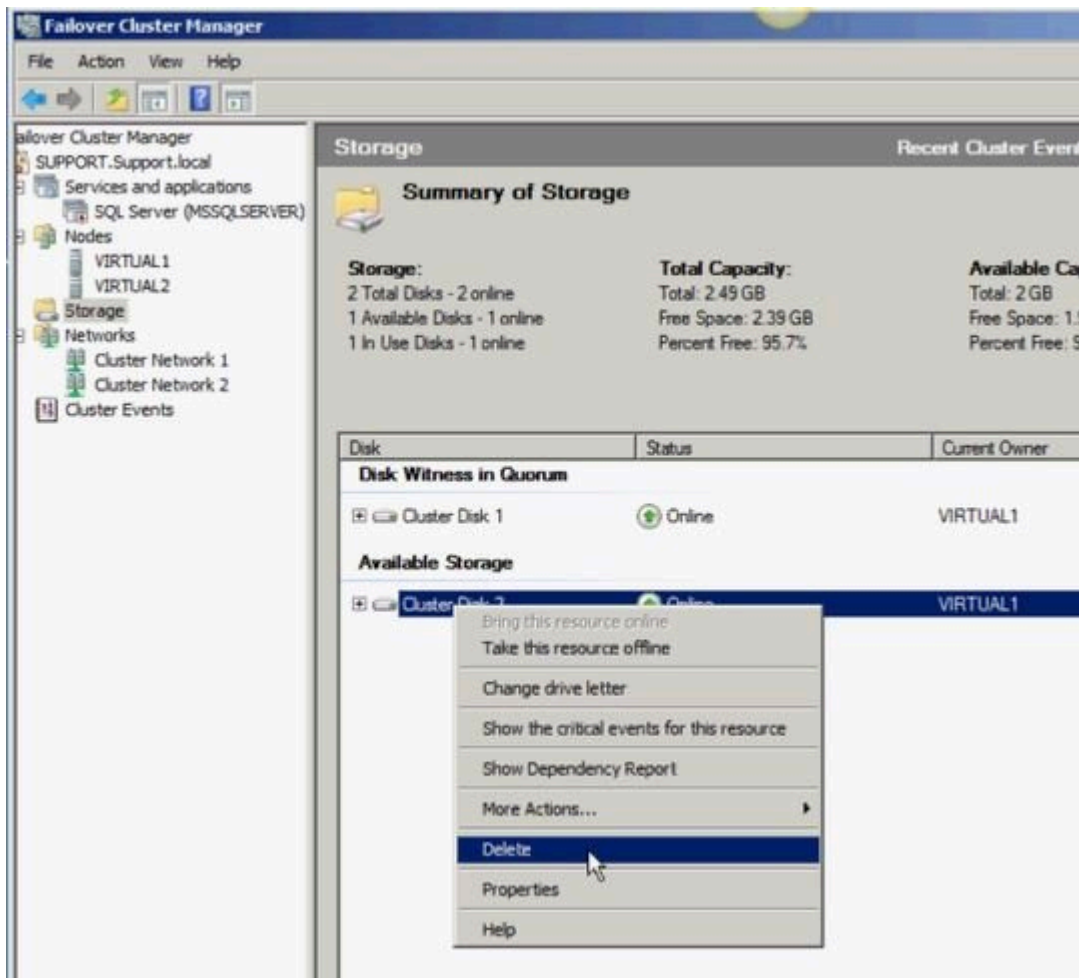 Failover Cluster Manager
File Action View Help
ailover Cluster Manager
SUPPORT.Support.local
Services and applications
SQL Server (MSSQLSERVER)
Nodes
VIRTUAL1
VIRTUAL2
Storage
Networks
Cluster Network 1
Cluster Network 2
Cluster Events
Storage Recent Cluster Event
Summary of Storage
Storage: Total Capacity: Available Ca
2 Total Disks - 2 online Total: 2.49 GB Total: 2 GB
1 Available Disks - 1 online Free Space: 2.39 GB Free Space: 1.
1 In Use Disks - 1 online Percent Free: 95.7% Percent Free:
Disk Status Current Owner
Disk Witness in Quorum
Cluster Disk 1 Online VIRTUAL1
Available Storage
Cluster Disk 2 Online VIRTUAL1
Bring this resource online
Take this resource offline
Change drive letter
Show the critical events for this resource
Show Dependency Report
More Actions...
Delete
Properties
Help